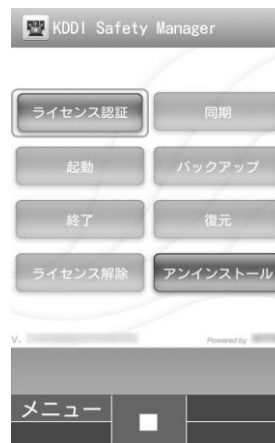 KDDI Safety Manager
ライセンス認証
同期
起動
バックアップ
終了
復元
ライセンス解除
アンインストール
V.
Powered by
メニュー